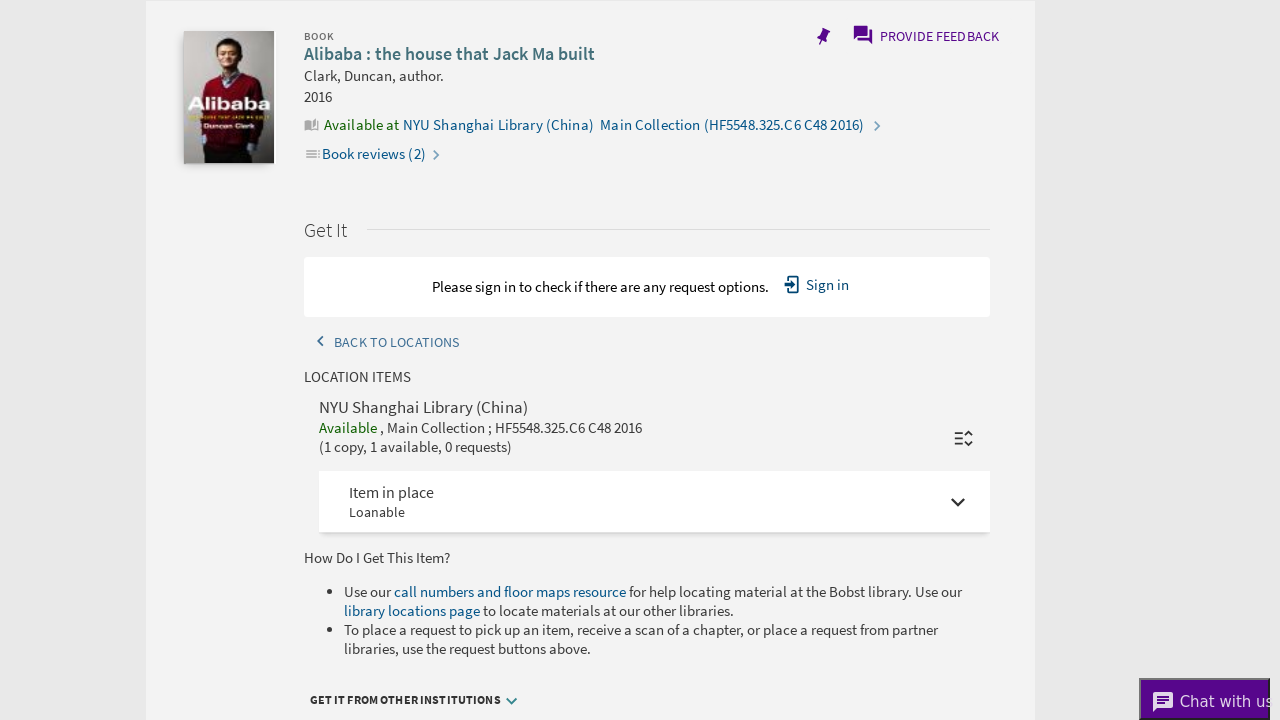 BOOK
Alibaba : the house that Jack Ma built
PROVIDE FEEDBACK
Clark, Duncan, author.
2016
Available at NYU Shanghai Library (China)  Main Collection (HF5548.325.C6 C48 2016)
Book reviews (2)
Alibaba
THE HOUSE THAT JACK MA BUILT
Duncan Clark
Get It
Please sign in to check if there are any request options.
Sign in
BACK TO LOCATIONS
LOCATION ITEMS
NYU Shanghai Library (China)
Available , Main Collection ; HF5548.325.C6 C48 2016
(1 copy, 1 available, 0 requests)
Item in place
Loanable
How Do I Get This Item?
Use our call numbers and floor maps resource for help locating material at the Bobst library. Use our
library locations page to locate materials at our other libraries.
To place a request to pick up an item, receive a scan of a chapter, or place a request from partner
libraries, use the request buttons above.
GET IT FROM OTHER INSTITUTIONS
Chat with us